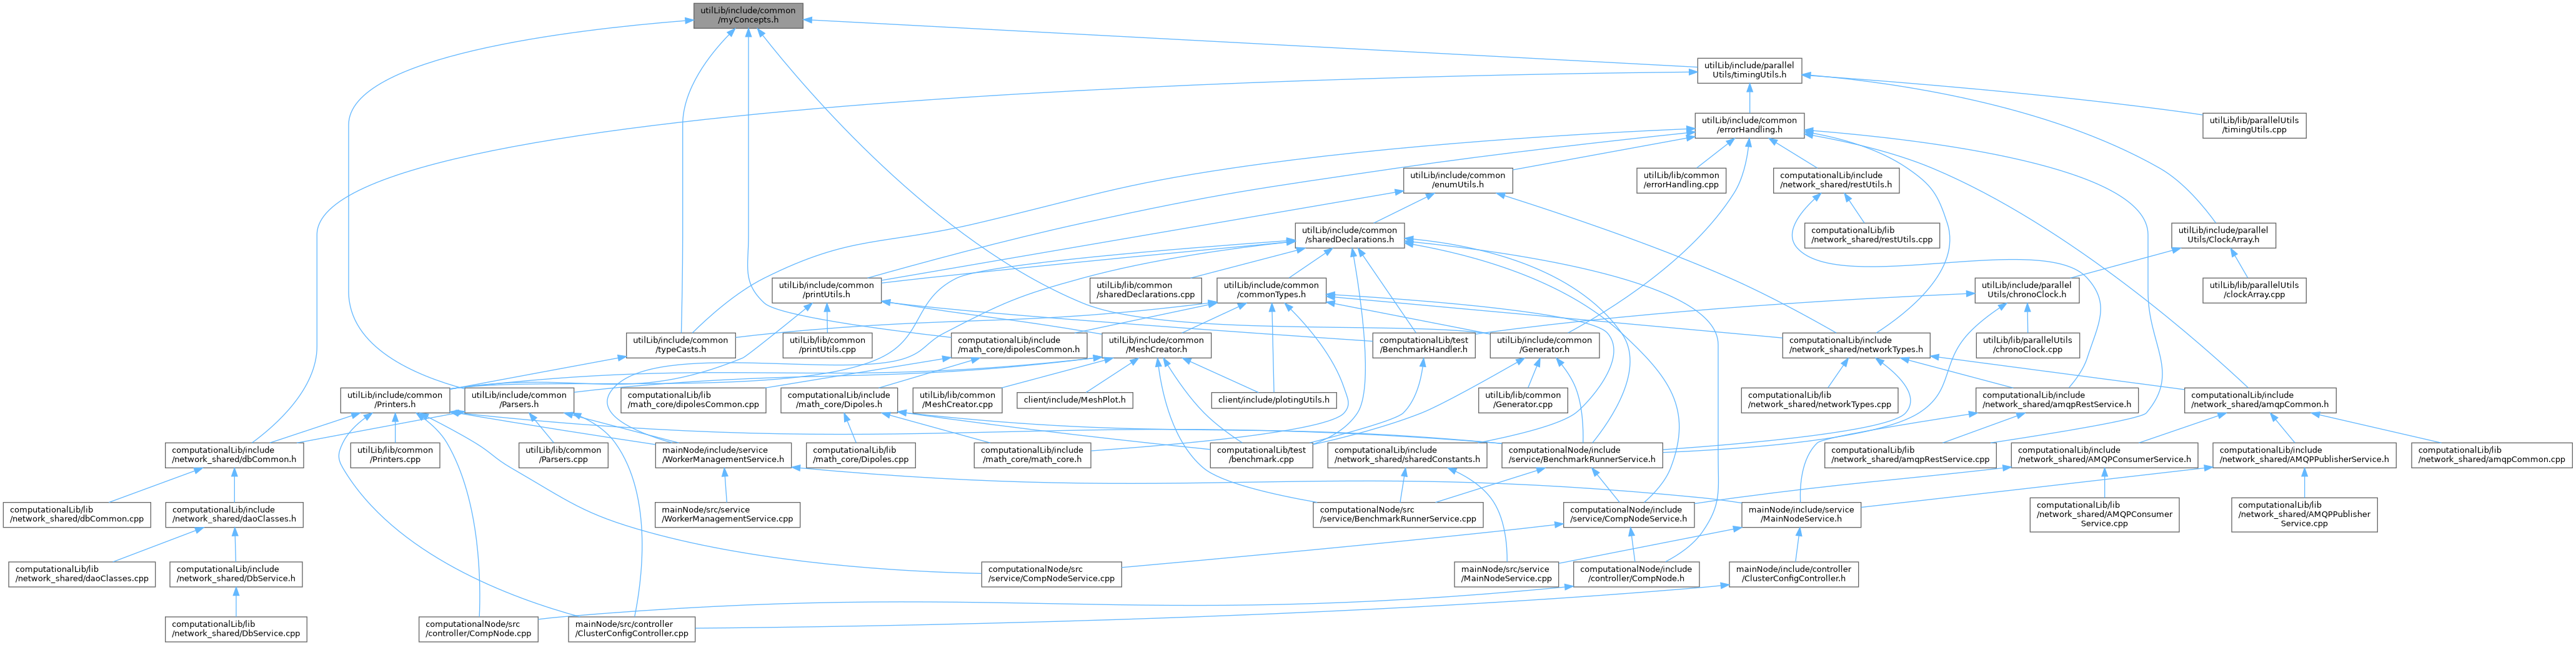 utilLib/include/common
/myConcepts.h
utilLib/include/parallel
Utils/timingUtils.h
utilLib/include/common
/errorHandling.h
utilLib/lib/parallelUtils
/timingUtils.cpp
utilLib/include/common
/enumUtils.h
utilLib/lib/common
/errorHandling.cpp
computationalLib/include
/network_shared/restUtils.h
utilLib/include/common
/sharedDeclarations.h
computationalLib/lib
/network_shared/restUtils.cpp
utilLib/include/parallel
Utils/ClockArray.h
utilLib/include/common
/printUtils.h
utilLib/lib/common
/sharedDeclarations.cpp
utilLib/include/common
/commonTypes.h
utilLib/include/parallel
Utils/chronoClock.h
utilLib/lib/parallelUtils
/clockArray.cpp
utilLib/include/common
/typeCasts.h
utilLib/lib/common
/printUtils.cpp
computationalLib/include
/math_core/dipolesCommon.h
utilLib/include/common
/MeshCreator.h
computationalLib/test
/BenchmarkHandler.h
utilLib/include/common
/Generator.h
computationalLib/include
/network_shared/networkTypes.h
utilLib/lib/parallelUtils
/chronoClock.cpp
utilLib/include/common
/Printers.h
utilLib/include/common
/Parsers.h
computationalLib/lib
/math_core/dipolesCommon.cpp
computationalLib/include
/math_core/Dipoles.h
utilLib/lib/common
/MeshCreator.cpp
client/include/MeshPlot.h
client/include/plotingUtils.h
utilLib/lib/common
/Generator.cpp
computationalLib/lib
/network_shared/networkTypes.cpp
computationalLib/include
/network_shared/amqpRestService.h
computationalLib/include
/network_shared/amqpCommon.h
computationalLib/include
/network_shared/dbCommon.h
utilLib/lib/common
/Printers.cpp
utilLib/lib/common
/Parsers.cpp
mainNode/include/service
/WorkerManagementService.h
computationalLib/lib
/math_core/Dipoles.cpp
computationalLib/include
/math_core/math_core.h
computationalLib/test
/benchmark.cpp
computationalLib/include
/network_shared/sharedConstants.h
computationalNode/include
/service/BenchmarkRunnerService.h
computationalLib/lib
/network_shared/amqpRestService.cpp
computationalLib/include
/network_shared/AMQPConsumerService.h
computationalLib/include
/network_shared/AMQPPublisherService.h
computationalLib/lib
/network_shared/amqpCommon.cpp
computationalLib/lib
/network_shared/dbCommon.cpp
computationalLib/include
/network_shared/daoClasses.h
mainNode/src/service
/WorkerManagementService.cpp
computationalNode/src
/service/BenchmarkRunnerService.cpp
computationalNode/include
/service/CompNodeService.h
mainNode/include/service
/MainNodeService.h
computationalLib/lib
/network_shared/AMQPConsumer
Service.cpp
computationalLib/lib
/network_shared/AMQPPublisher
Service.cpp
computationalLib/lib
/network_shared/daoClasses.cpp
computationalLib/include
/network_shared/DbService.h
computationalNode/src
/service/CompNodeService.cpp
mainNode/src/service
/MainNodeService.cpp
computationalNode/include
/controller/CompNode.h
mainNode/include/controller
/ClusterConfigController.h
computationalLib/lib
/network_shared/DbService.cpp
computationalNode/src
/controller/CompNode.cpp
mainNode/src/controller
/ClusterConfigController.cpp